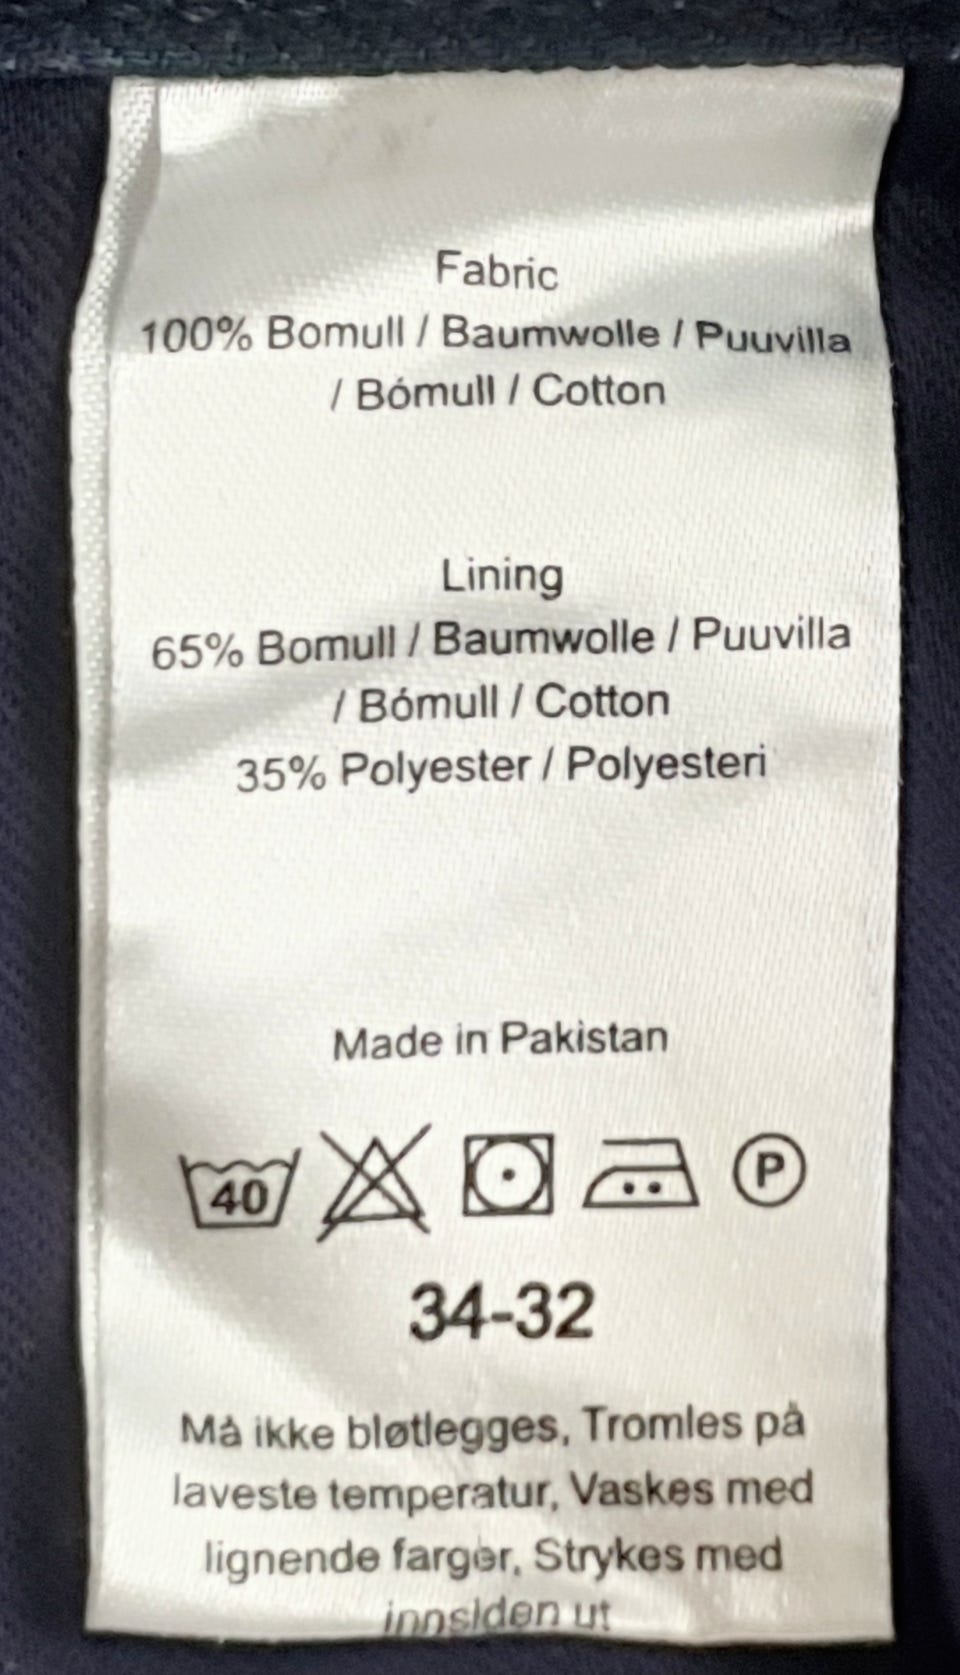 Fabric
100% Bomull / Baumwolle / Puuvilla
/ Bómull / Cotton
Lining
65% Bomull / Baumwolle / Puuvilla
/ Bómull / Cotton
35% Polyester / Polyesteri
Made in Pakistan
40 P
34-32
Må ikke bløtlegges, Tromles på
laveste temperatur, Vaskes med
lignende farger, Strykes med
innsiden ut